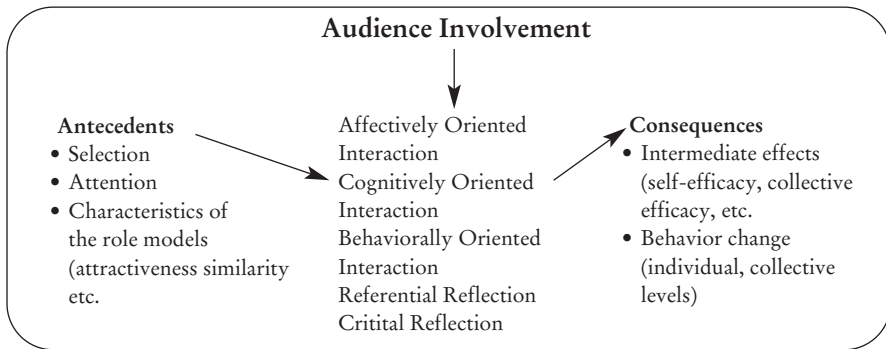 Audience Involvement
Antecedents
• Selection
• Attention
• Characteristics of
the role models
(attractiveness similarity
etc.
Affectively Oriented
Interaction
Cognitively Oriented
Interaction
Behaviorally Oriented
Interaction
Referential Reflection
Critital Reflection
Consequences
• Intermediate effects
(self-efficacy, collective
efficacy, etc.
• Behavior change
(individual, collective
levels)